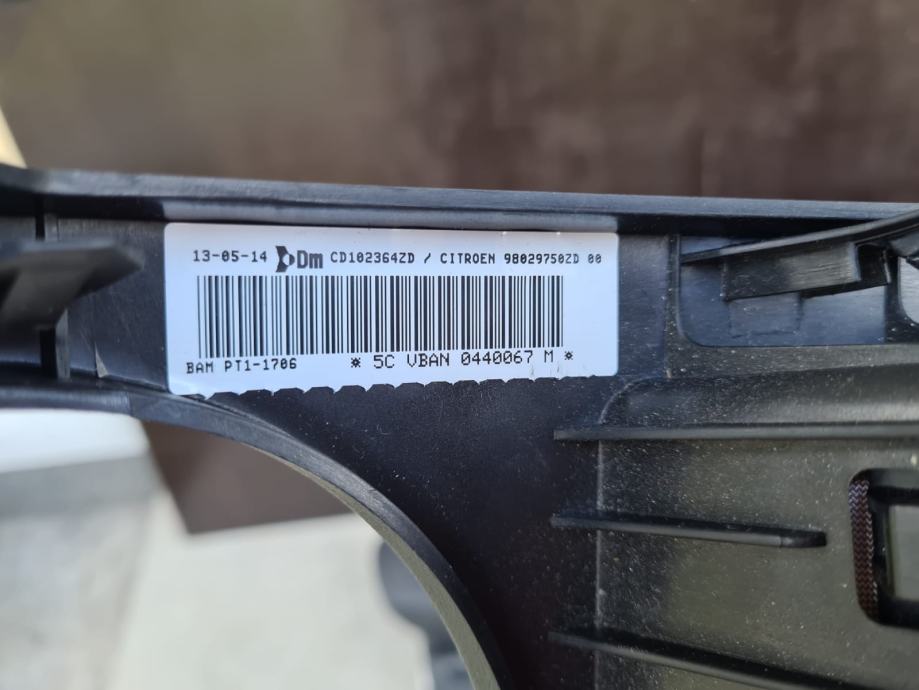 13-05-14 Dm CD102364ZD / CITROEN 98029750ZD 00
BAM PT1-1706 * 5C VBAN 0440067 M *